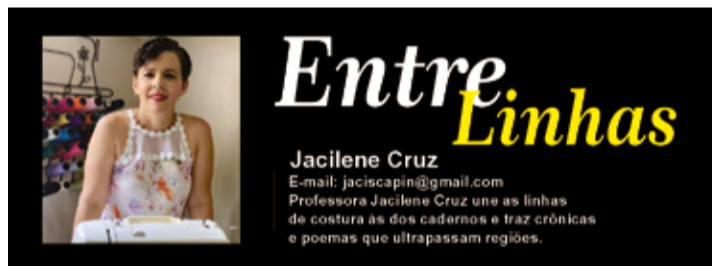 Entre
Linhas
Jacilene Cruz
E-mail: jaciscapin@gmail.com
Professora Jacilene Cruz une as linhas
de costura às dos cadernos e traz crônicas
e poemas que ultrapassam regiões.